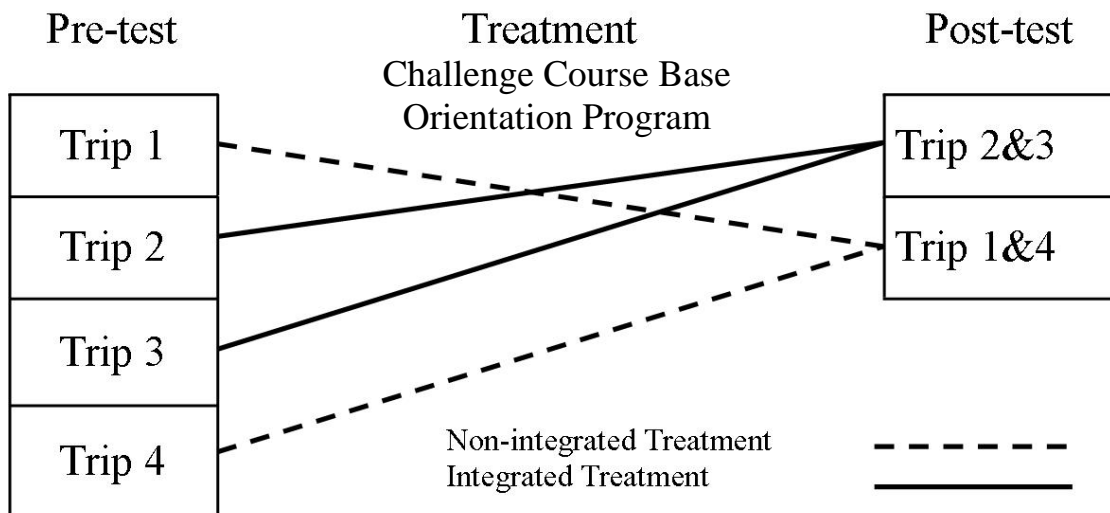 Pre-test
Treatment
Challenge Course Base
Orientation Program
Post-test
Trip 1
Trip 2
Trip 3
Trip 4
Trip 2&3
Trip 1&4
Non-integrated Treatment
Integrated Treatment